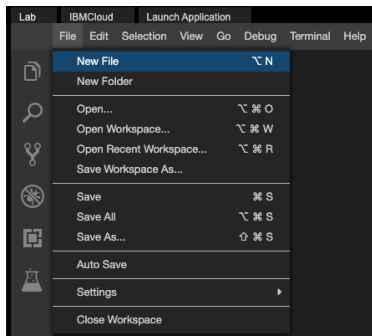 Lab IBMCloud Launch Application
File Edit Selection View Go Debug Terminal Help
New File ⌥ N
New Folder
Open... ⌥ ⌘ O
Open Workspace... ⌥ ⌘ W
Open Recent Workspace... ⌥ ⌘ R
Save Workspace As...
Save ⌘ S
Save All ⌥ ⌘ S
Save As... ⇧ ⌘ S
Auto Save
Settings
Close Workspace